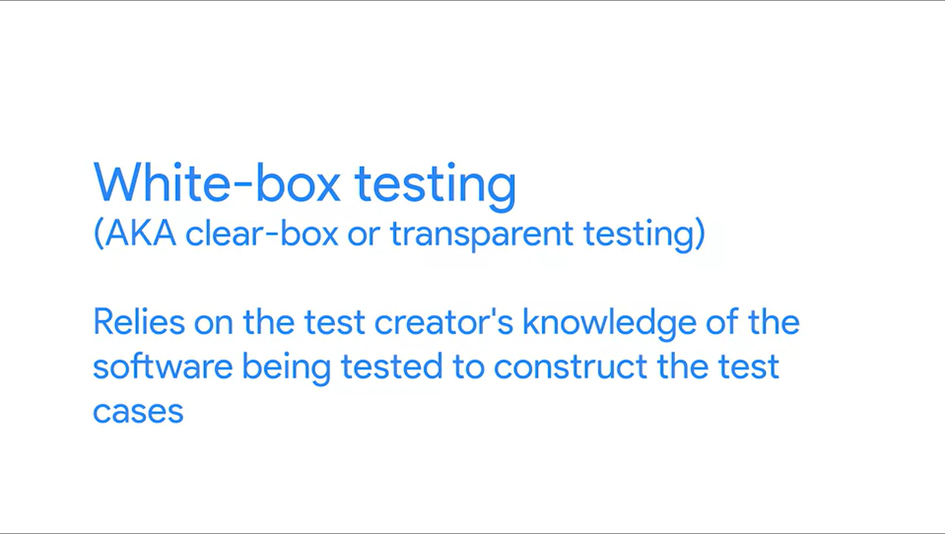 White-box testing
(AKA clear-box or transparent testing)
Relies on the test creator's knowledge of the
software being tested to construct the test
cases